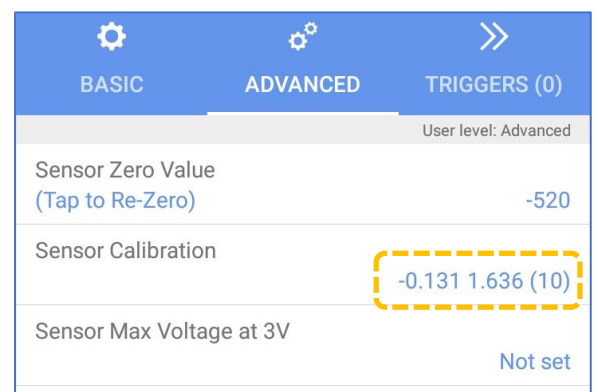 BASIC ADVANCED TRIGGERS (0)
User level: Advanced
Sensor Zero Value
(Tap to Re-Zero) -520
Sensor Calibration
-0.131 1.636 (10)
Sensor Max Voltage at 3V
Not set